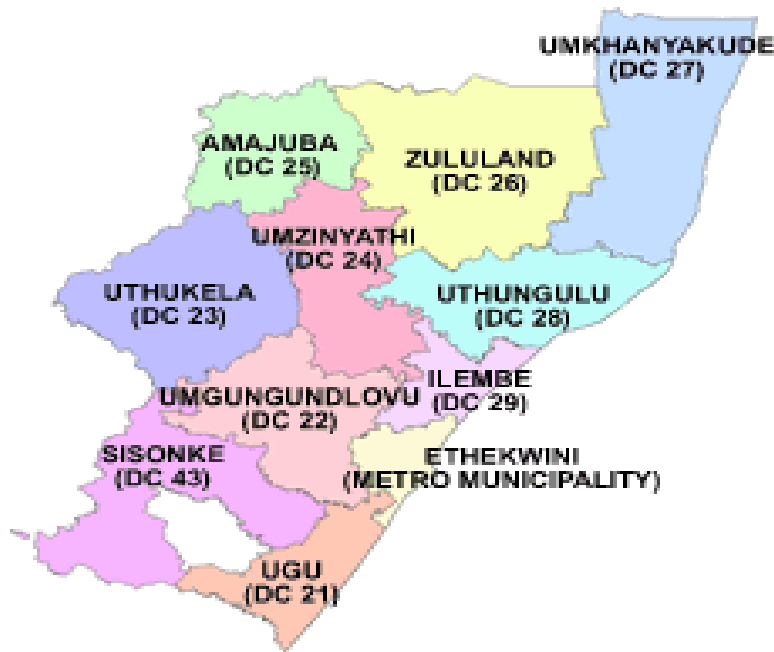 UMKHANYAKUDE
(DC 27)
AMAJUBA
(DC 25)
ZULULAND
(DC 26)
UMZINYATHI
(DC 24)
UTHUKELA
(DC 23)
UTHUNGULU
(DC 28)
UMGUNGUNDLOVU
(DC 22)
ILEMBE
(DC 29)
SISONKE
(DC 43)
ETHEKWINI
(METRO MUNICIPALITY)
UGU
(DC 21)